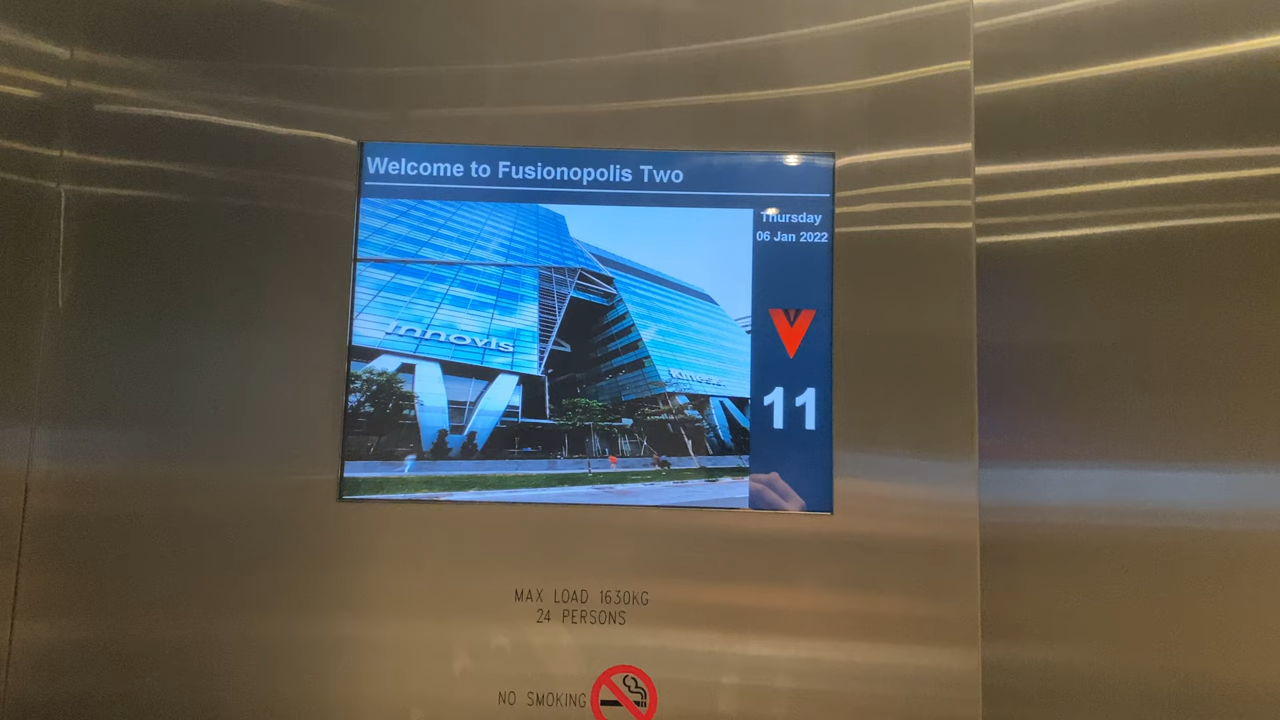 Welcome to Fusionopolis Two
Thursday
06 Jan 2022
innovis
11
MAX LOAD 1630KG
24 PERSONS
NO SMOKING